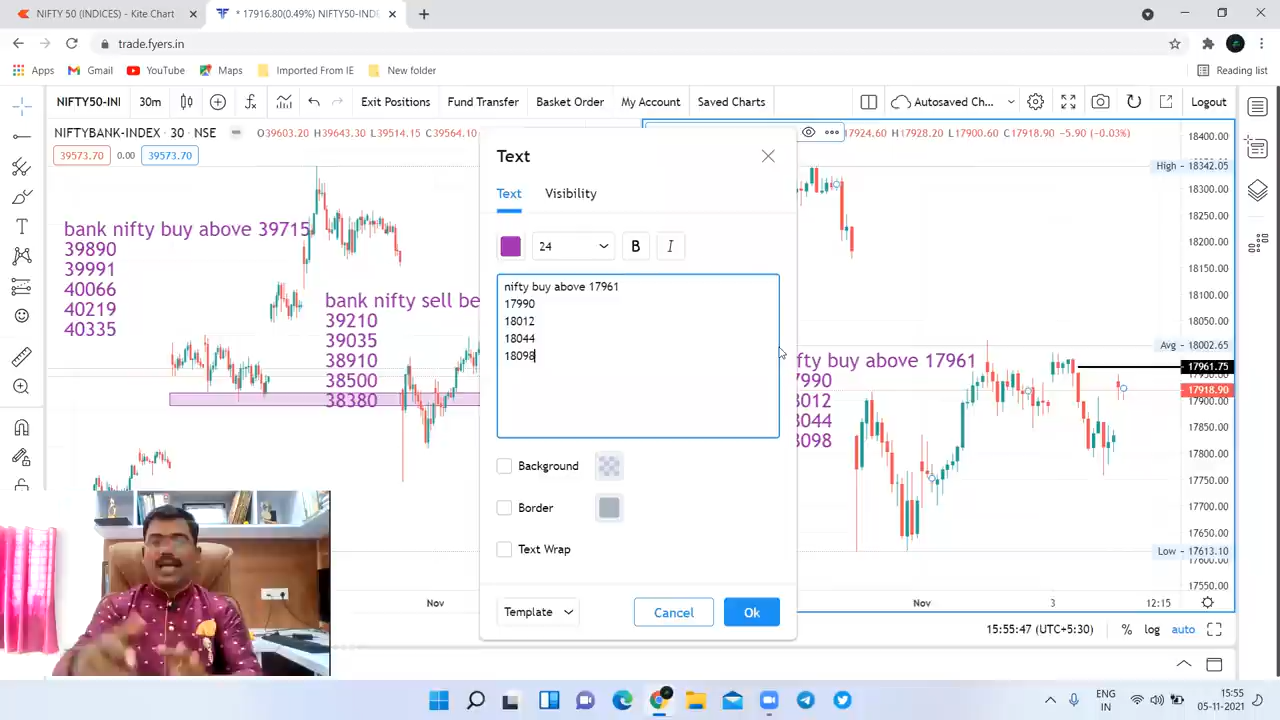 NIFTY 50 (INDICES) - Kite Chart
* 17916.80(0.49%) NIFTY50-INDE
trade.fyers.in
Apps Gmail YouTube Maps Imported From IE New folder Reading list
NIFTY50-INI 30m Exit Positions Fund Transfer Basket Order My Account Saved Charts Autosaved Ch... Logout
NIFTYBANK-INDEX · 30 · NSE O39603.20 H39643.30 L39514.15 C39564.10
39573.70 0.00 39573.70
bank nifty buy above 39715
39890
39991
40066
40219
40335
bank nifty sell be
39210
39035
38910
38500
38380
Nov
Text
Text Visibility
24 B I
nifty buy above 17961
17990
18012
18044
18098
Background
Border
Text Wrap
Template Cancel Ok
17924.60 H17928.20 L17900.60 C17918.90 -5.90 (-0.03%)
fty buy above 17961
7990
8012
8044
8098
18400.00
High - 18342.05
18300.00
18250.00
18200.00
18150.00
18100.00
18050.00
Avg - 18002.65
17961.75
17918.90
17900.00
17850.00
17800.00
17750.00
17700.00
17650.00
Low - 17613.10
17600.00
17550.00
Nov 3 12:15
15:55:47 (UTC+5:30) % log auto
ENG
IN
15:55
05-11-2021